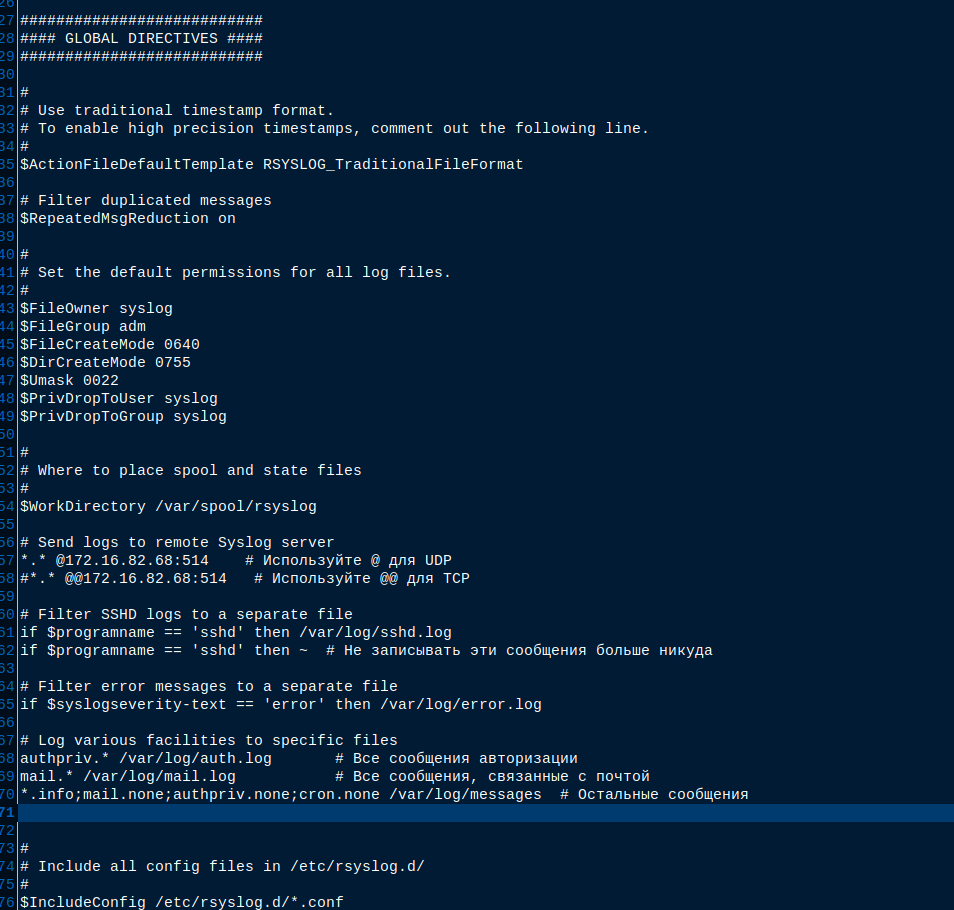 26
27 ###########################
28 #### GLOBAL DIRECTIVES ####
29 ###########################
30
31 #
32 # Use traditional timestamp format.
33 # To enable high precision timestamps, comment out the following line.
34 #
35 $ActionFileDefaultTemplate RSYSLOG_TraditionalFileFormat
36
37 # Filter duplicated messages
38 $RepeatedMsgReduction on
39
40 #
41 # Set the default permissions for all log files.
42 #
43 $FileOwner syslog
44 $FileGroup adm
45 $FileCreateMode 0640
46 $DirCreateMode 0755
47 $Umask 0022
48 $PrivDropToUser syslog
49 $PrivDropToGroup syslog
50
51 #
52 # Where to place spool and state files
53 #
54 $WorkDirectory /var/spool/rsyslog
55
56 # Send logs to remote Syslog server
57 *.* @172.16.82.68:514    # Используйте @ для UDP
58 #*.* @@172.16.82.68:514   # Используйте @@ для TCP
59
60 # Filter SSHD logs to a separate file
61 if $programname == 'sshd' then /var/log/sshd.log
62 if $programname == 'sshd' then ~  # Не записывать эти сообщения больше никуда
63
64 # Filter error messages to a separate file
65 if $syslogseverity-text == 'error' then /var/log/error.log
66
67 # Log various facilities to specific files
68 authpriv.* /var/log/auth.log       # Все сообщения авторизации
69 mail.* /var/log/mail.log           # Все сообщения, связанные с почтой
70 *.info;mail.none;authpriv.none;cron.none /var/log/messages  # Остальные сообщения
71
72
73 #
74 # Include all config files in /etc/rsyslog.d/
75 #
76 $IncludeConfig /etc/rsyslog.d/*.conf